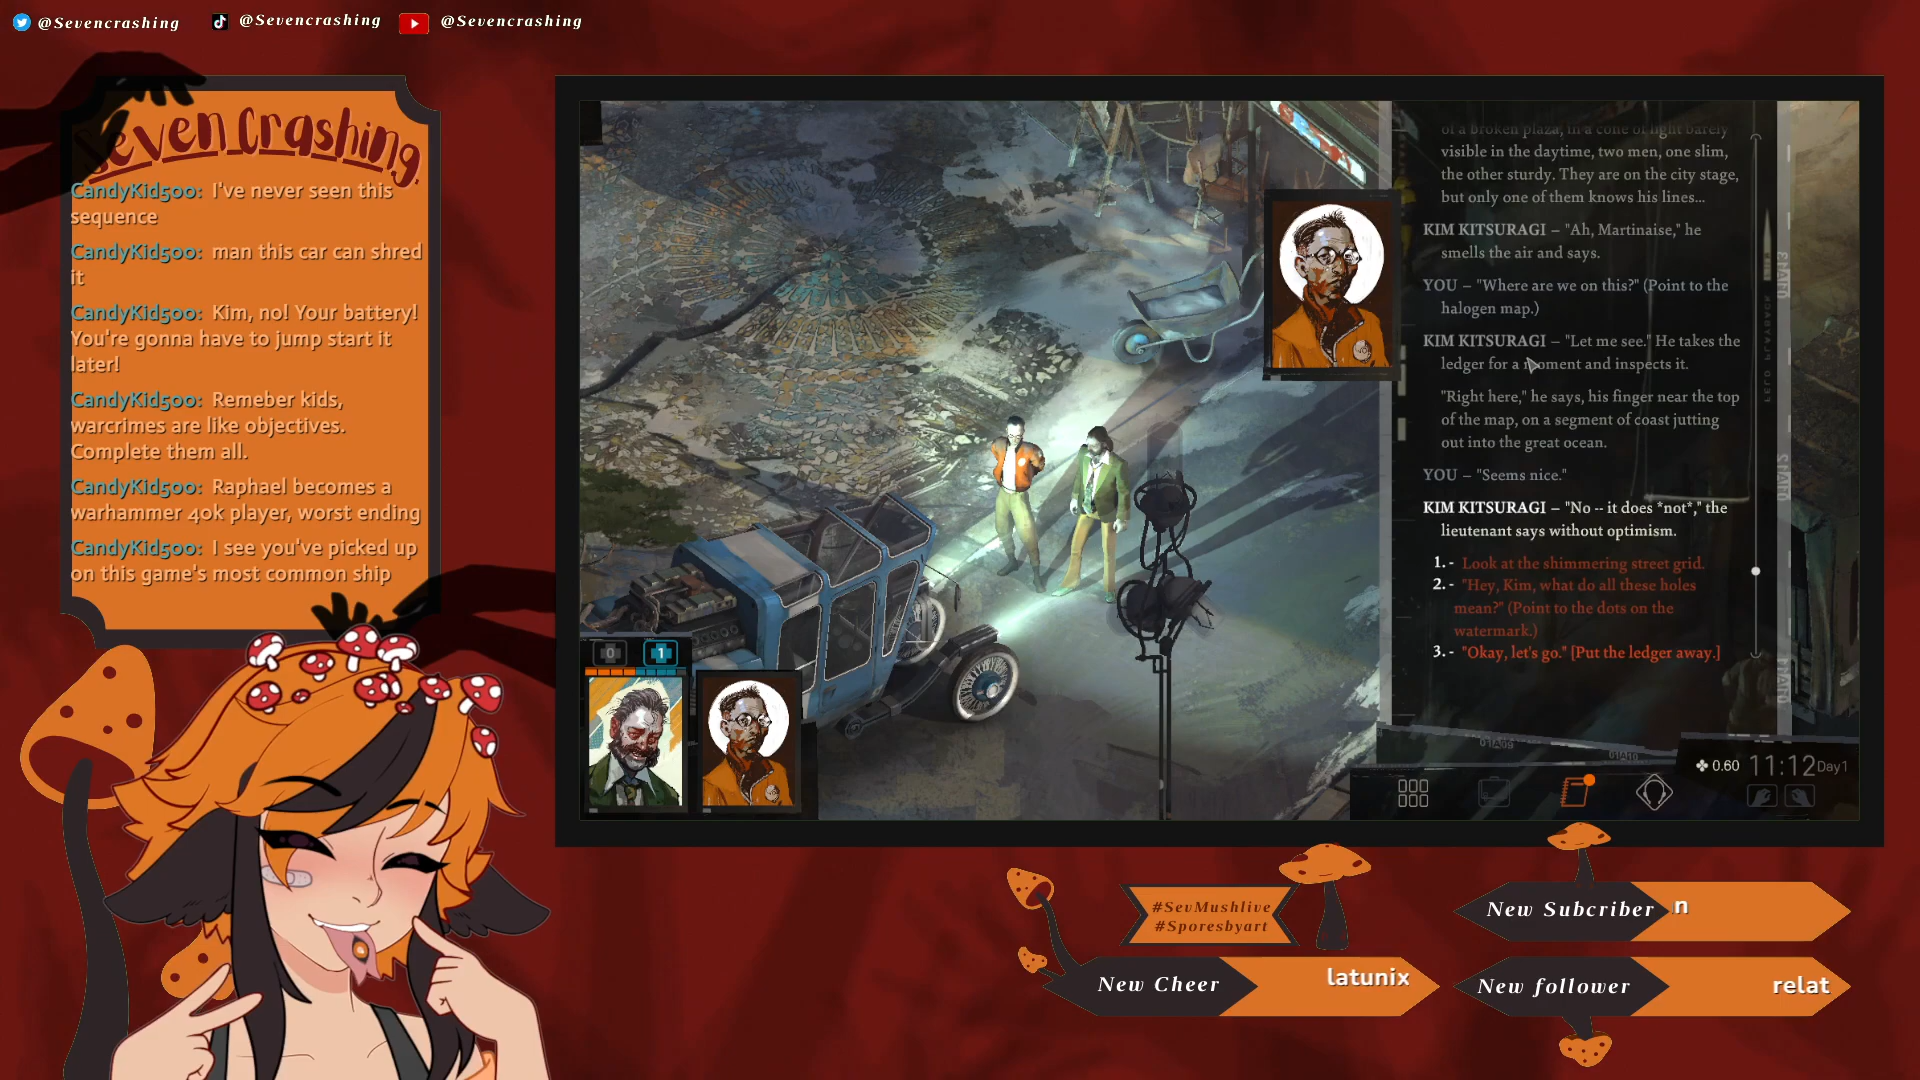 @Sevencrashing @Sevencrashing @Sevencrashing
Seven Crashing
CandyKid500: I've never seen this
sequence
CandyKid500: man this car can shred
it
CandyKid500: Kim, no! Your battery!
You're gonna have to jump start it
later!
CandyKid500: Remeber kids,
warcrimes are like objectives.
Complete them all.
CandyKid500: Raphael becomes a
warhammer 40k player, worst ending
CandyKid500: I see you've picked up
on this game's most common ship
of a broken plaza, in a cone of light barely
visible in the daytime, two men, one slim,
the other sturdy. They are on the city stage,
but only one of them knows his lines...
KIM KITSURAGI – "Ah, Martinaise," he
smells the air and says.
YOU – "Where are we on this?" (Point to the
halogen map.)
KIM KITSURAGI – "Let me see." He takes the
ledger for a moment and inspects it.
"Right here," he says, his finger near the top
of the map, on a segment of coast jutting
out into the great ocean.
YOU – "Seems nice."
KIM KITSURAGI – "No -- it does *not*," the
lieutenant says without optimism.
1. - Look at the shimmering street grid.
2. - "Hey, Kim, what do all these holes
mean?" (Point to the dots on the
watermark.)
3. - "Okay, let's go." [Put the ledger away.]
0 1
0.60 11:12 Day1
#SevMushlive
#Sporesbyart
New Subcriber n
New Cheer latunix
New follower relat